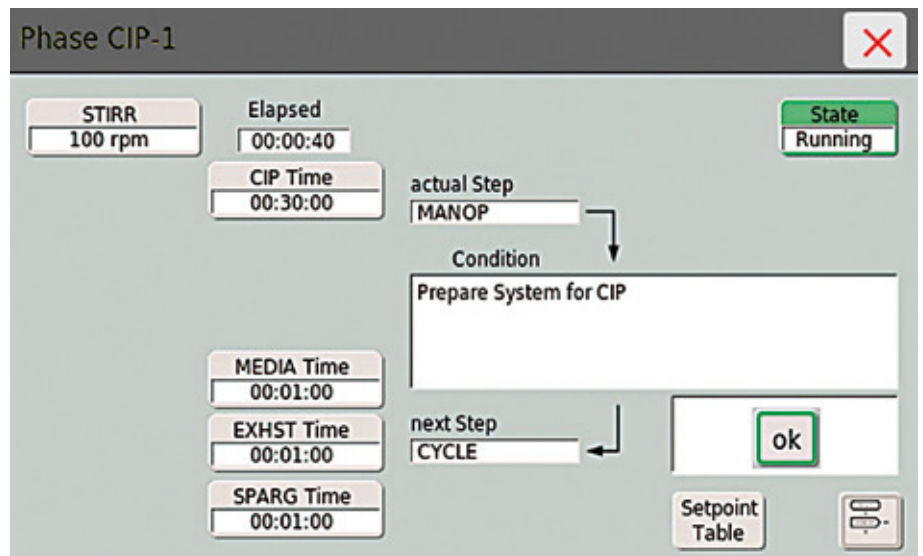 Phase CIP-1
STIRR
100 rpm
Elapsed
00:00:40
State
Running
CIP Time
00:30:00
actual Step
MANOP
Condition
Prepare System for CIP
MEDIA Time
00:01:00
EXHST Time
00:01:00
next Step
CYCLE
ok
SPARG Time
00:01:00
Setpoint
Table